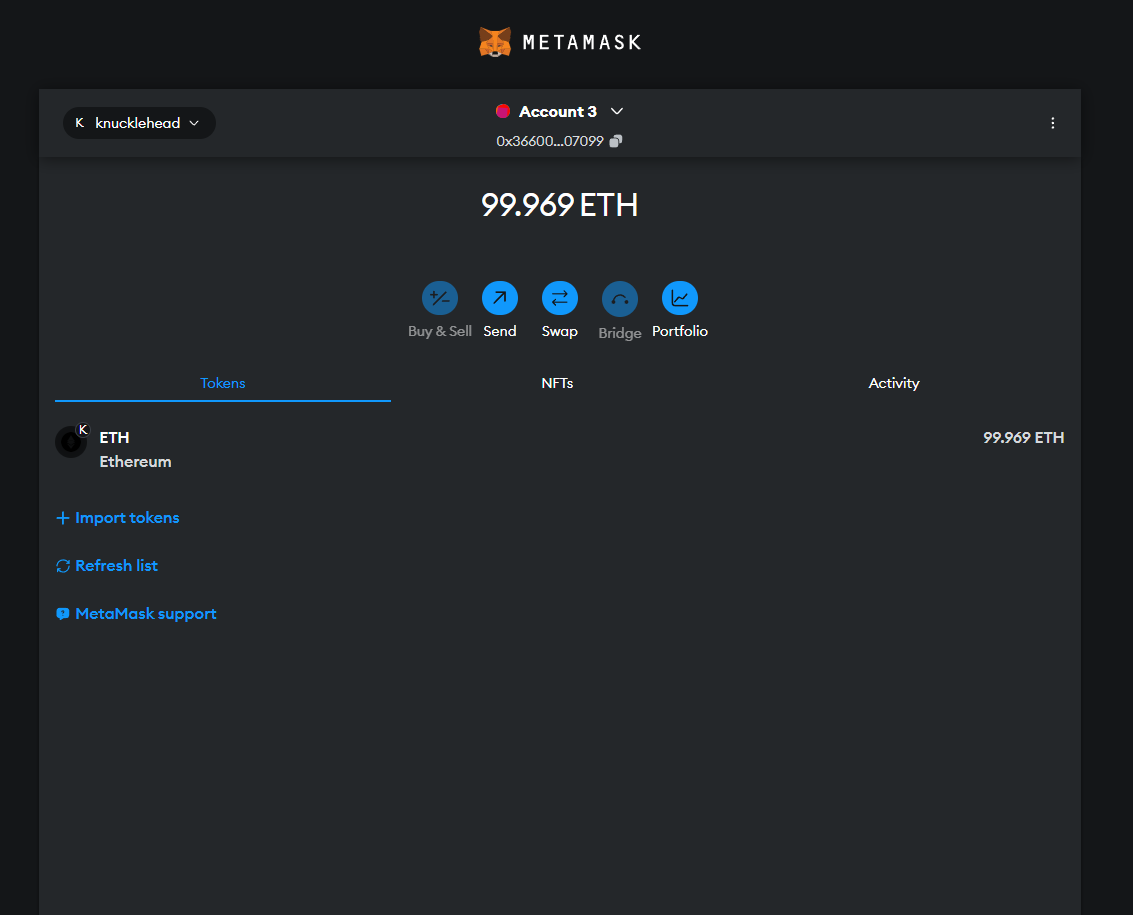 METAMASK
K knucklehead
Account 3
0x36600...07099
99.969 ETH
Buy & Sell Send Swap Bridge Portfolio
Tokens NFTs Activity
K
ETH 99.969 ETH
Ethereum
+ Import tokens
Refresh list
MetaMask support